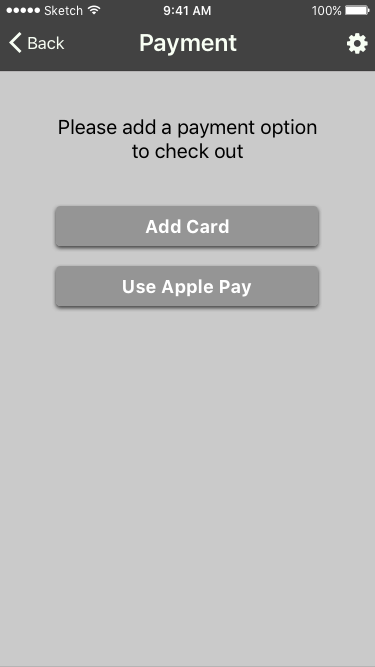 Sketch 9:41 AM 100%
Back Payment
Please add a payment option
to check out
Add Card
Use Apple Pay